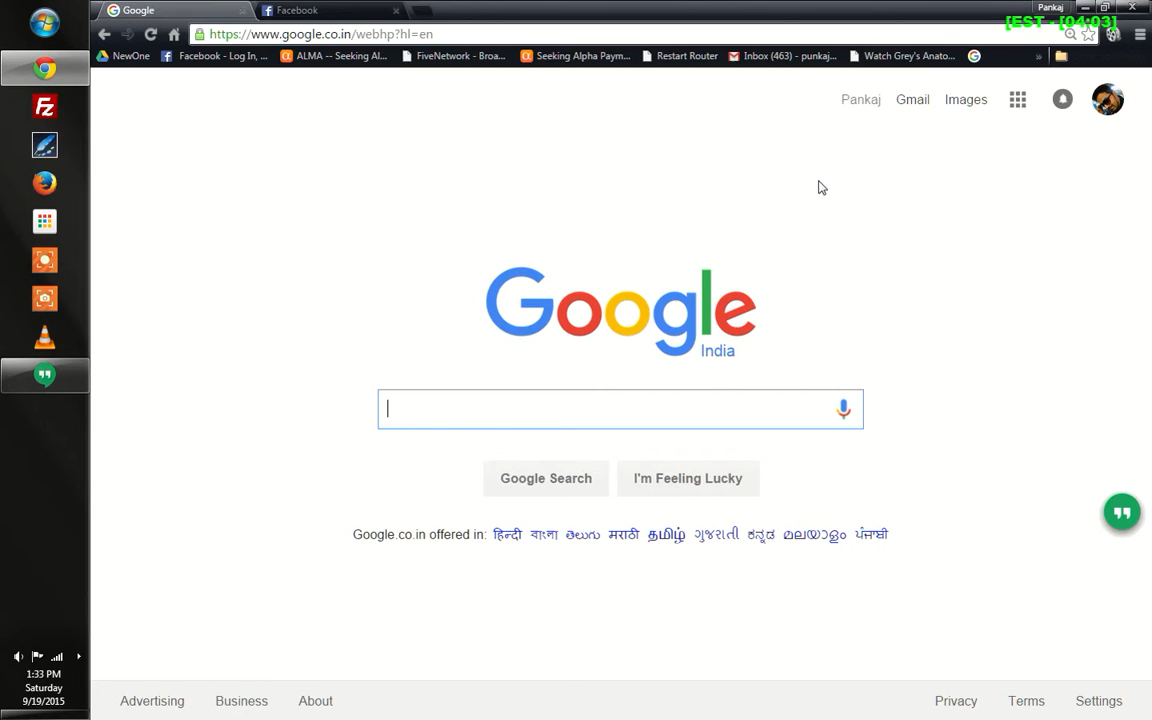 Google
Facebook
Pankaj
[EST - [04:03]
https://www.google.co.in/webhp?hl=en
NewOne
Facebook - Log In, ...
ALMA -- Seeking Al...
FiveNetwork - Broa...
Seeking Alpha Paym...
Restart Router
Inbox (463) - punkaj...
Watch Grey's Anato...
»
Pankaj
Gmail
Images
Google
India
Google Search
I'm Feeling Lucky
Google.co.in offered in: हिन्दी বাংলা తెలుగు मराठी தமிழ் ગુજરાતી ಕನ್ನಡ മലയാളം ਪੰਜਾਬੀ
1:33 PM
Saturday
9/19/2015
Advertising
Business
About
Privacy
Terms
Settings